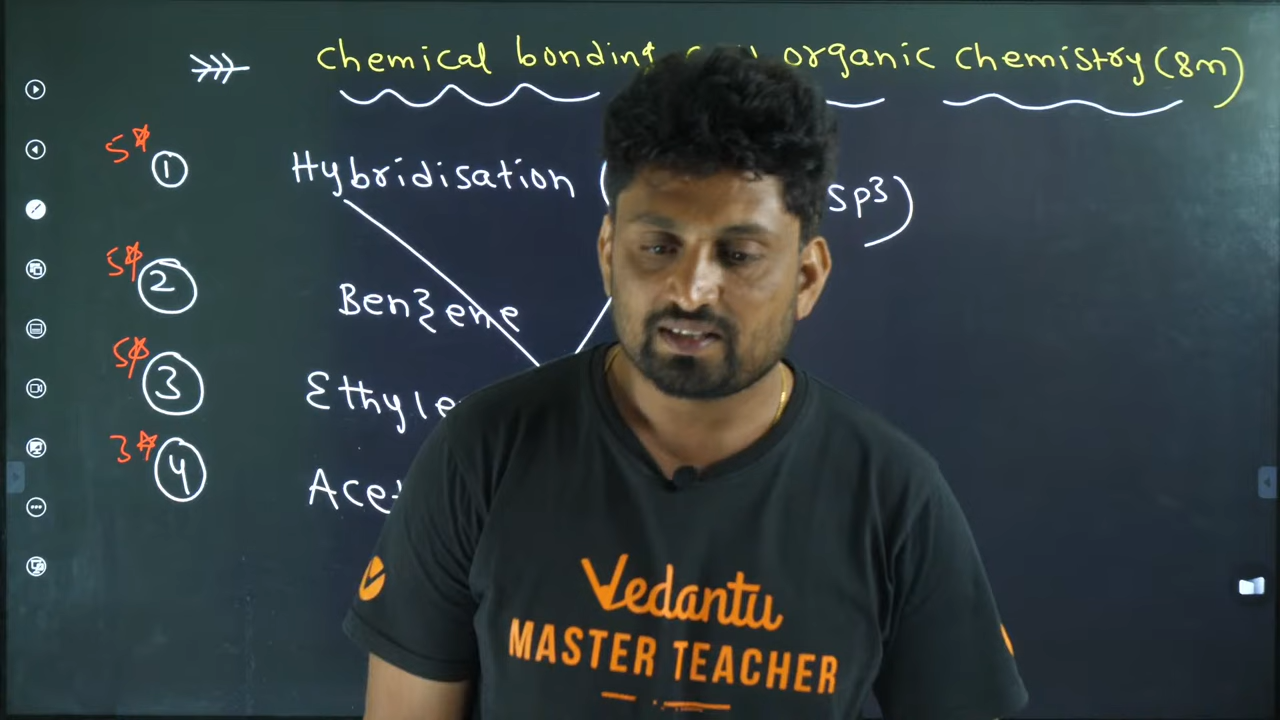 chemical bonding organic chemistry (8m)
5* 1 Hybridisation ( sp3)
5* 2 Benzene
5* 3 Ethyle
3* 4 Acet
Vedantu
MASTER TEACHER